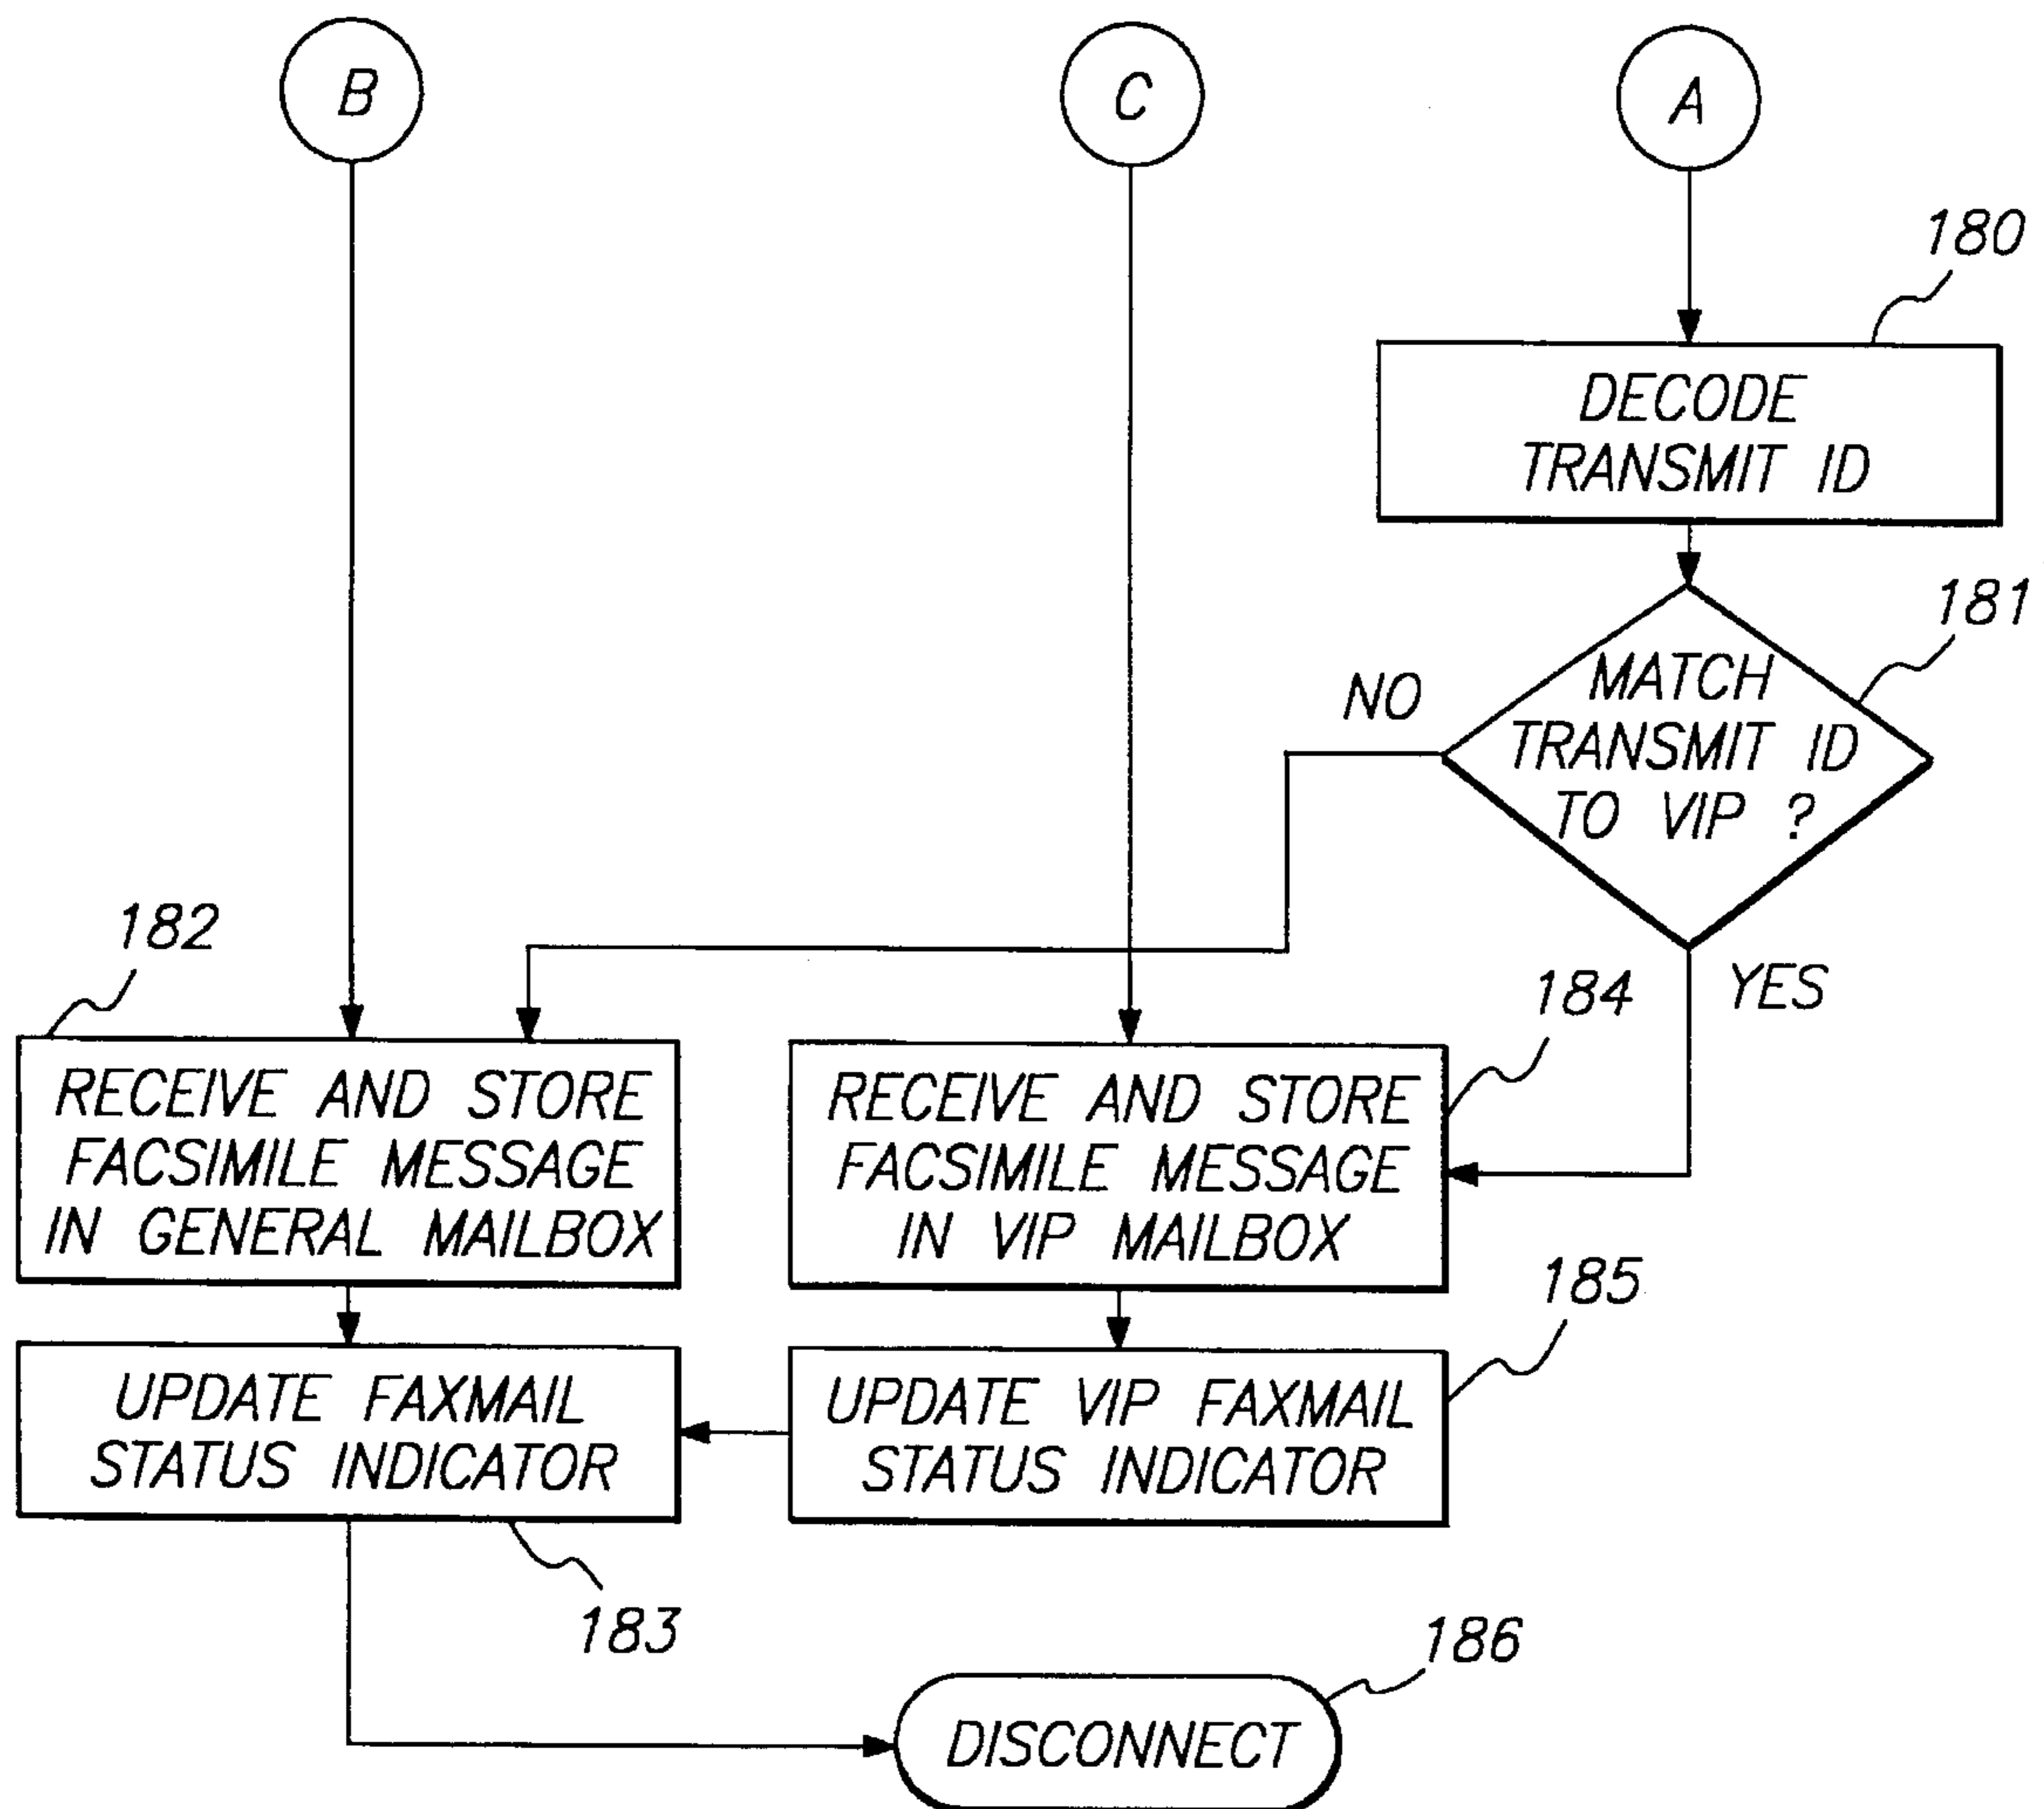 B
C
A
180
DECODE
TRANSMIT ID
181
MATCH
TRANSMIT ID
TO VIP ?
NO
YES
182
RECEIVE AND STORE
FACSIMILE MESSAGE
IN GENERAL MAILBOX
184
RECEIVE AND STORE
FACSIMILE MESSAGE
IN VIP MAILBOX
185
UPDATE FAXMAIL
STATUS INDICATOR
UPDATE VIP FAXMAIL
STATUS INDICATOR
183
186
DISCONNECT